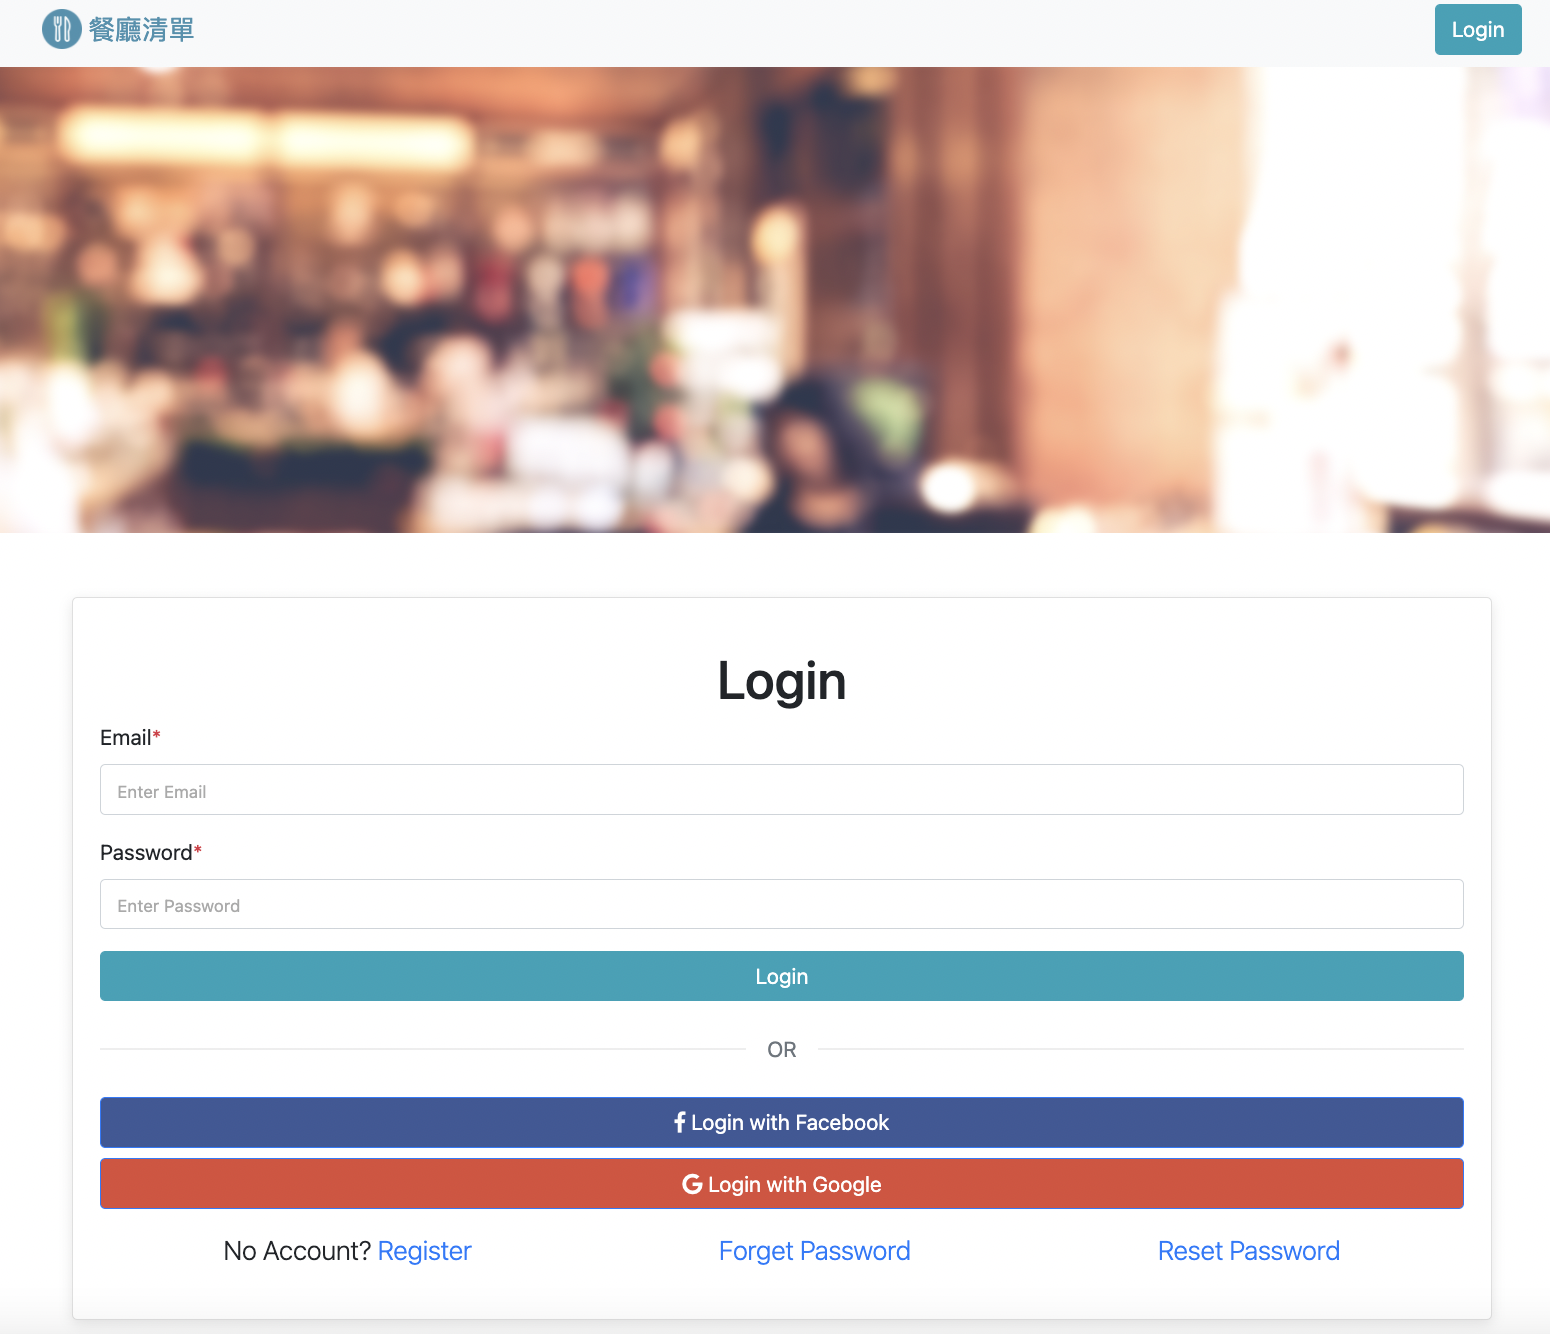 餐廳清單
Login
Login
Email*
Enter Email
Password*
Enter Password
Login
OR
Login with Facebook
Login with Google
No Account? Register
Forget Password
Reset Password